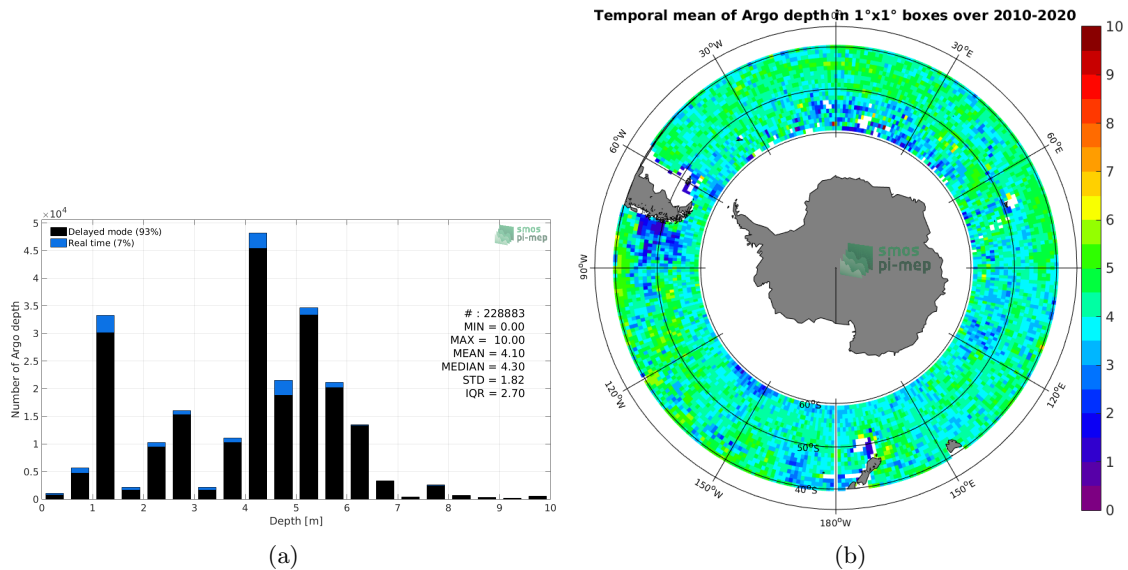 Temporal mean of Argo depth in 1°x1° boxes over 2010-2020
×10⁴
Delayed mode (93%)
Real time (7%)
smos
pi-mep
# : 228883
MIN = 0.00
MAX = 10.00
MEAN = 4.10
MEDIAN = 4.30
STD = 1.82
IQR = 2.70
Number of Argo depth
5
4.5
4
3.5
3
2.5
2
1.5
1
0.5
0
0 1 2 3 4 5 6 7 8 9 10
Depth [m]
(a)
0°
30°W
30°E
60°W
60°E
90°W
120°W
120°E
150°W
150°E
180°W
60°S
50°S
40°S
smos
pi-mep
10
9
8
7
6
5
4
3
2
1
0
(b)